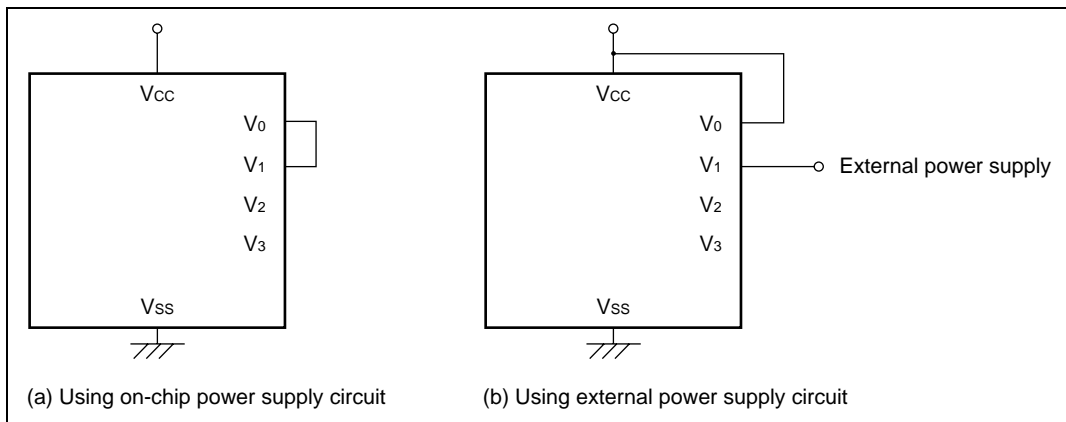 VCC
V0
V1
V2
V3
VSS
(a) Using on-chip power supply circuit
VCC
V0
V1 External power supply
V2
V3
VSS
(b) Using external power supply circuit